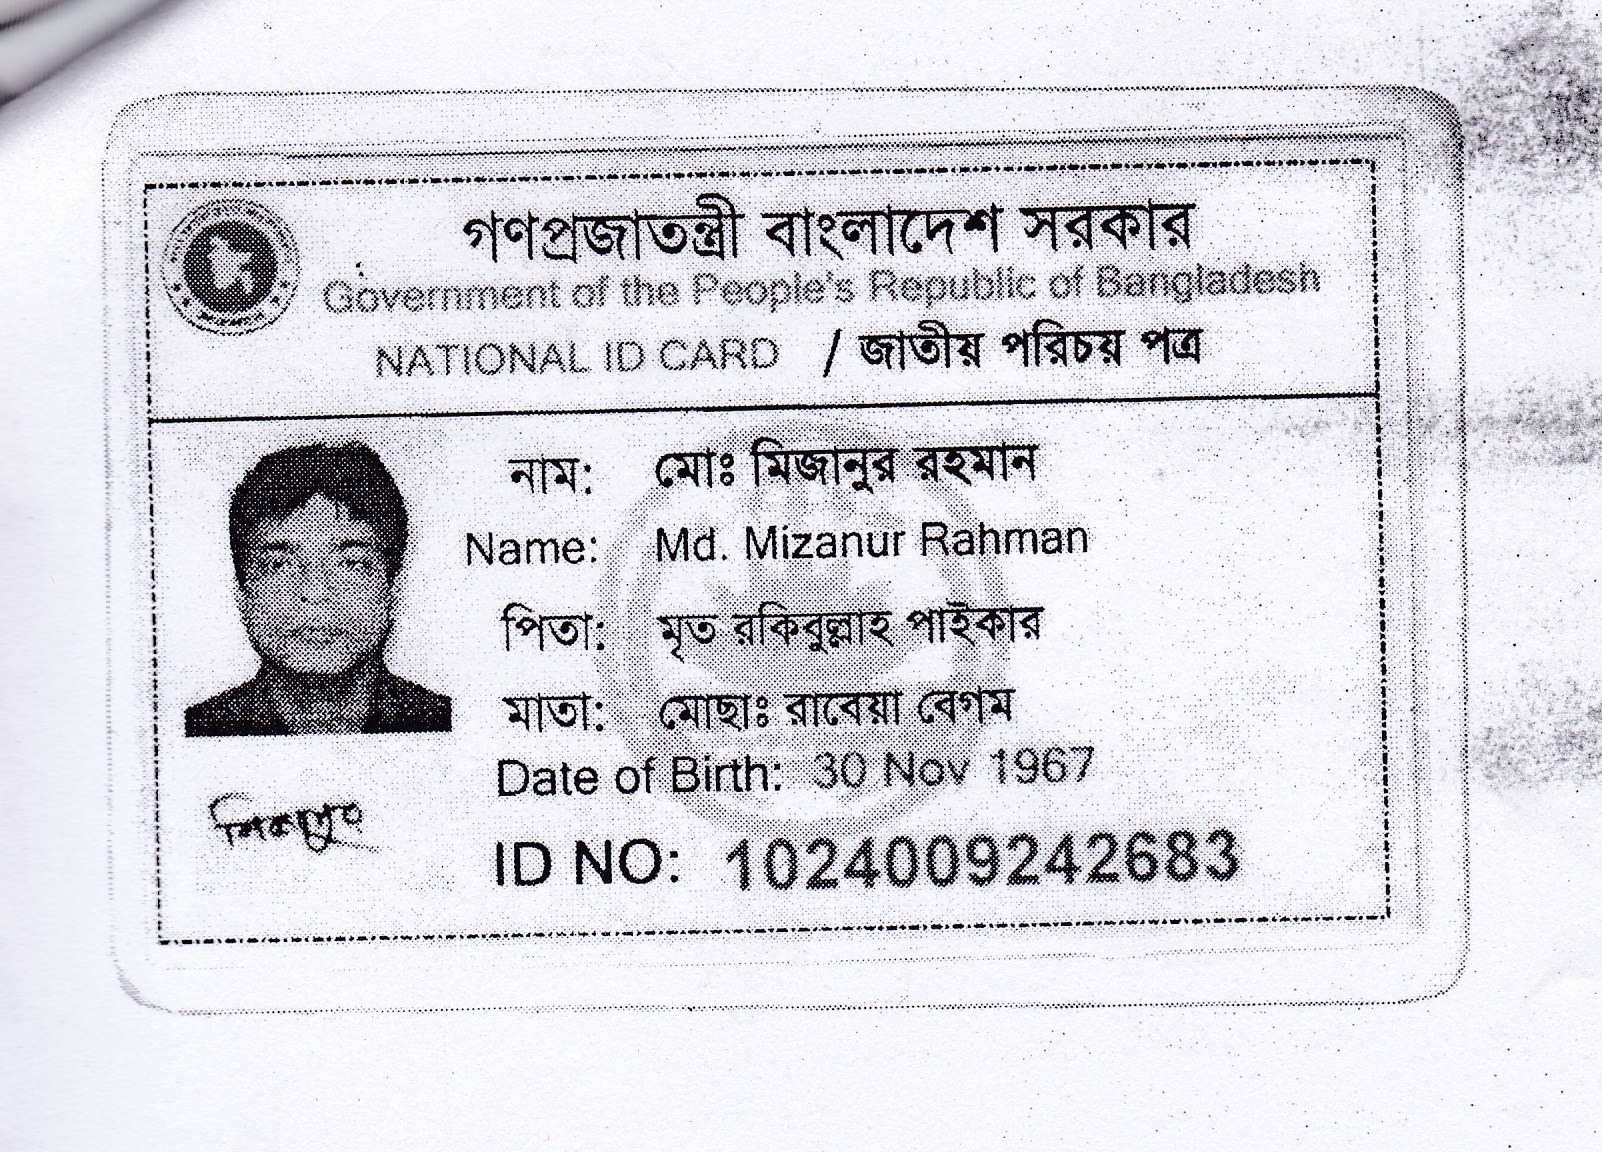 গণপ্রজাতন্ত্রী বাংলাদেশ সরকার
Government of the People's Republic of Bangladesh
NATIONAL ID CARD / জাতীয় পরিচয় পত্র
নাম: মোঃ মিজানুর রহমান
Name: Md. Mizanur Rahman
পিতা: মৃত রকিবুল্লাহ পাইকার
মাতা: মোছাঃ রাবেয়া বেগম
Date of Birth: 30 Nov 1967
ID NO: 1024009242683